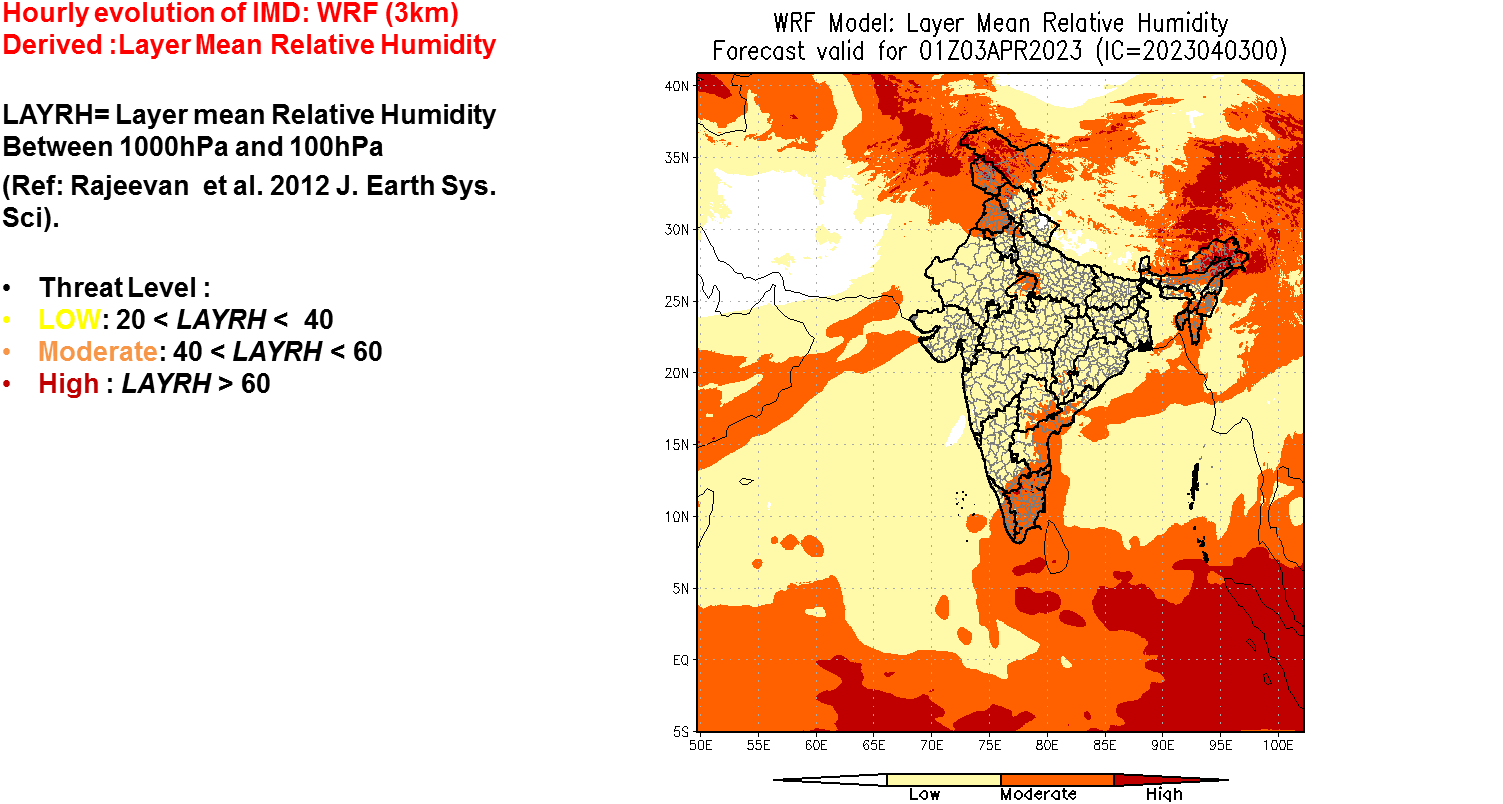 Hourly evolution of IMD: WRF (3km)
Derived :Layer Mean Relative Humidity
LAYRH= Layer mean Relative Humidity
Between 1000hPa and 100hPa
(Ref: Rajeevan et al. 2012 J. Earth Sys.
Sci).
• Threat Level :
• LOW: 20 < LAYRH < 40
• Moderate: 40 < LAYRH < 60
• High : LAYRH > 60
WRF Model: Layer Mean Relative Humidity
Forecast valid for 01Z03APR2023 (IC=2023040300)
40N
35N
30N
25N
20N
15N
10N
5N
EQ
5S
50E 55E 60E 65E 70E 75E 80E 85E 90E 95E 100E
Low Moderate High